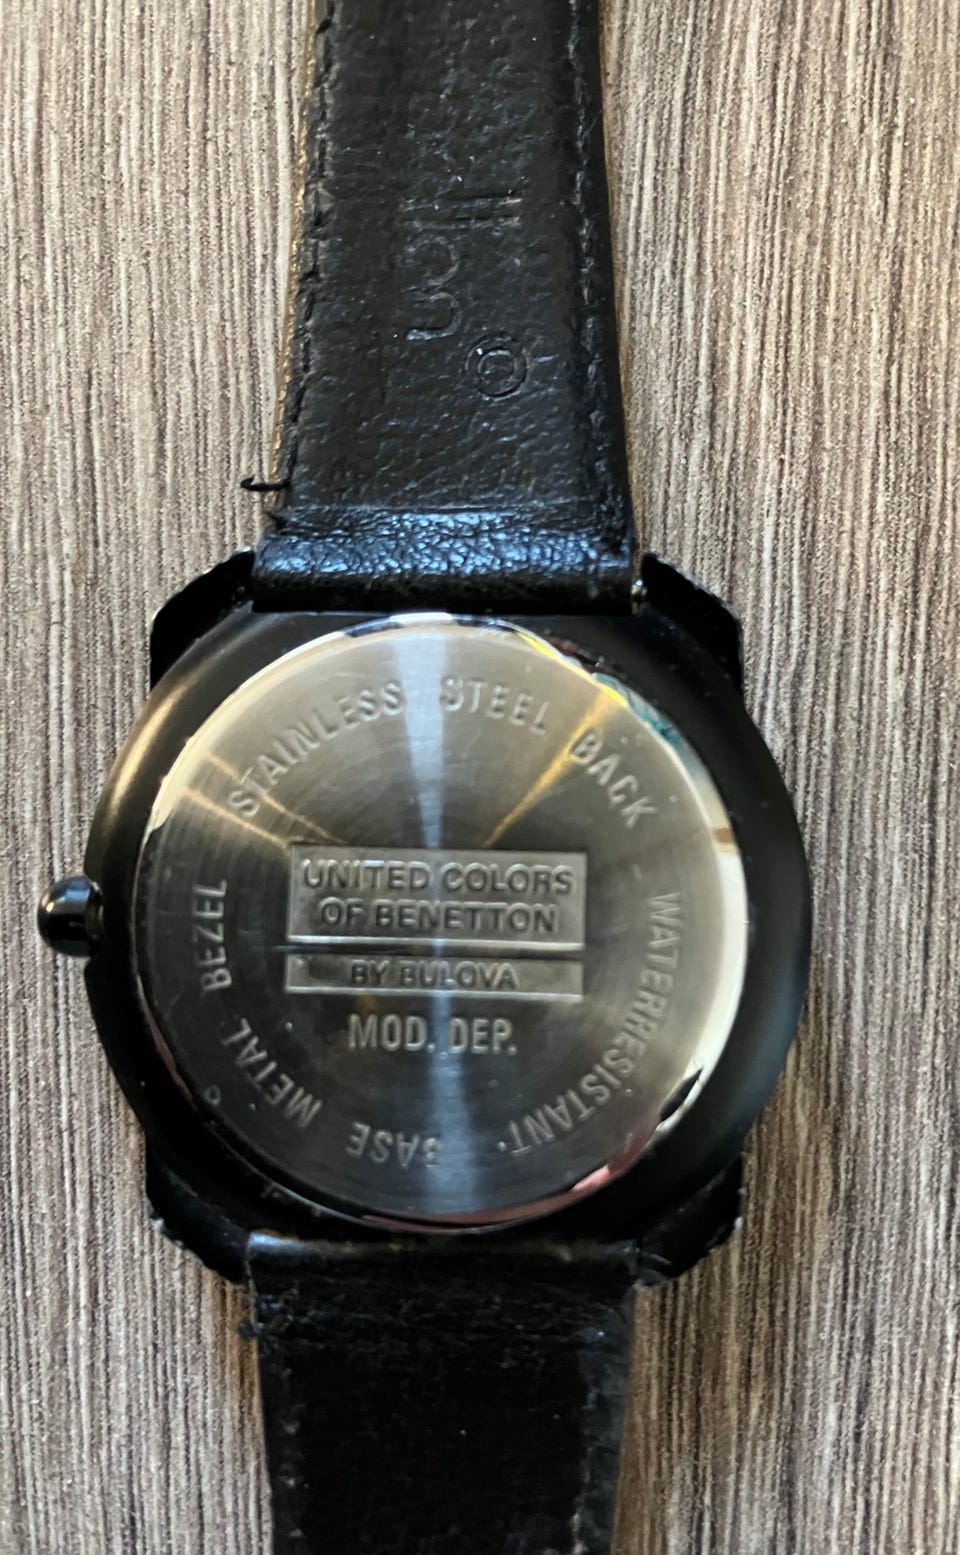 STAINLESS STEEL BACK
WATERRESISTANT·
BASE METAL BEZEL
UNITED COLORS
OF BENETTON
BY BULOVA
MOD. DEP.
©